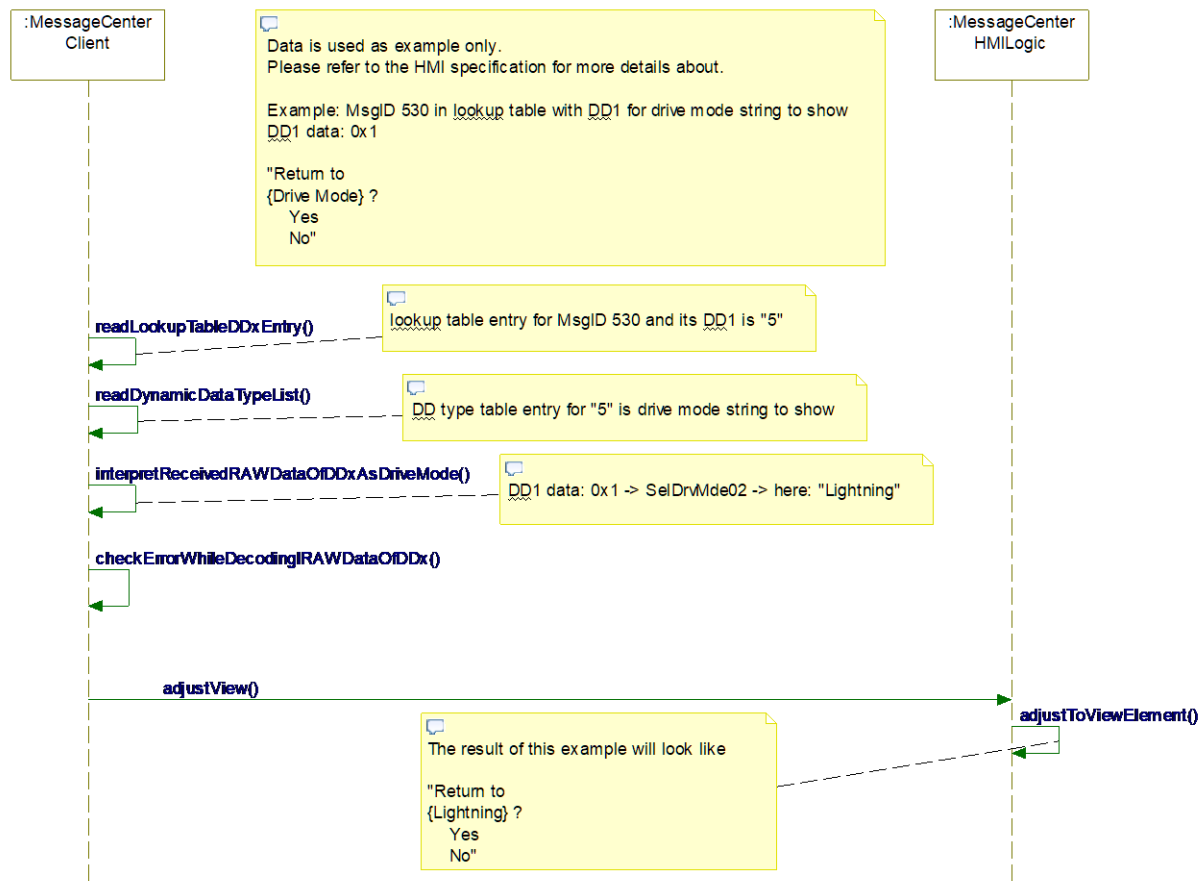 :MessageCenter
Client
Data is used as example only.
Please refer to the HMI specification for more details about.
Example: MsgID 530 in lookup table with DD1 for drive mode string to show
DD1 data: 0x1
"Return to
{Drive Mode} ?
Yes
No"
:MessageCenter
HMILogic
readLookupTableDDxEntry()
lookup table entry for MsgID 530 and its DD1 is "5"
readDynamicDataTypeList()
DD type table entry for "5" is drive mode string to show
interpretReceivedRAWDataOfDDxAsDriveMode()
DD1 data: 0x1 -> SelDrvMde02 -> here: "Lightning"
checkErrorWhileDecodingIRAWDataOfDDx()
adjustView()
adjustToViewElement()
The result of this example will look like
"Return to
{Lightning} ?
Yes
No"